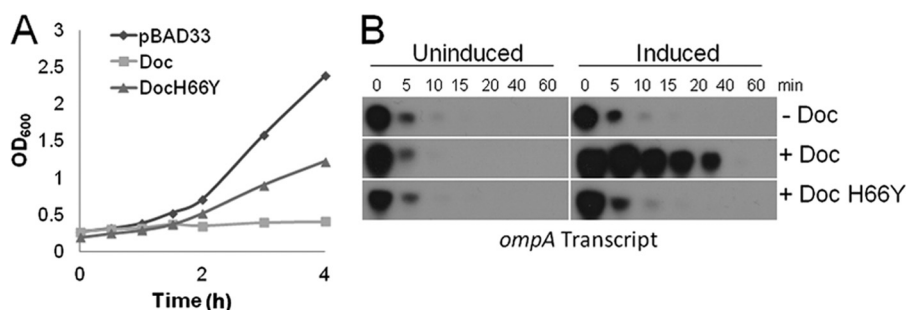 A
3
2.5
2
1.5
1
0.5
0
OD600
0 2 4
Time (h)
pBAD33
Doc
DocH66Y
B
Uninduced Induced
0 5 10 15 20 40 60 0 5 10 15 20 40 60 min
- Doc
+ Doc
+ Doc H66Y
ompA Transcript